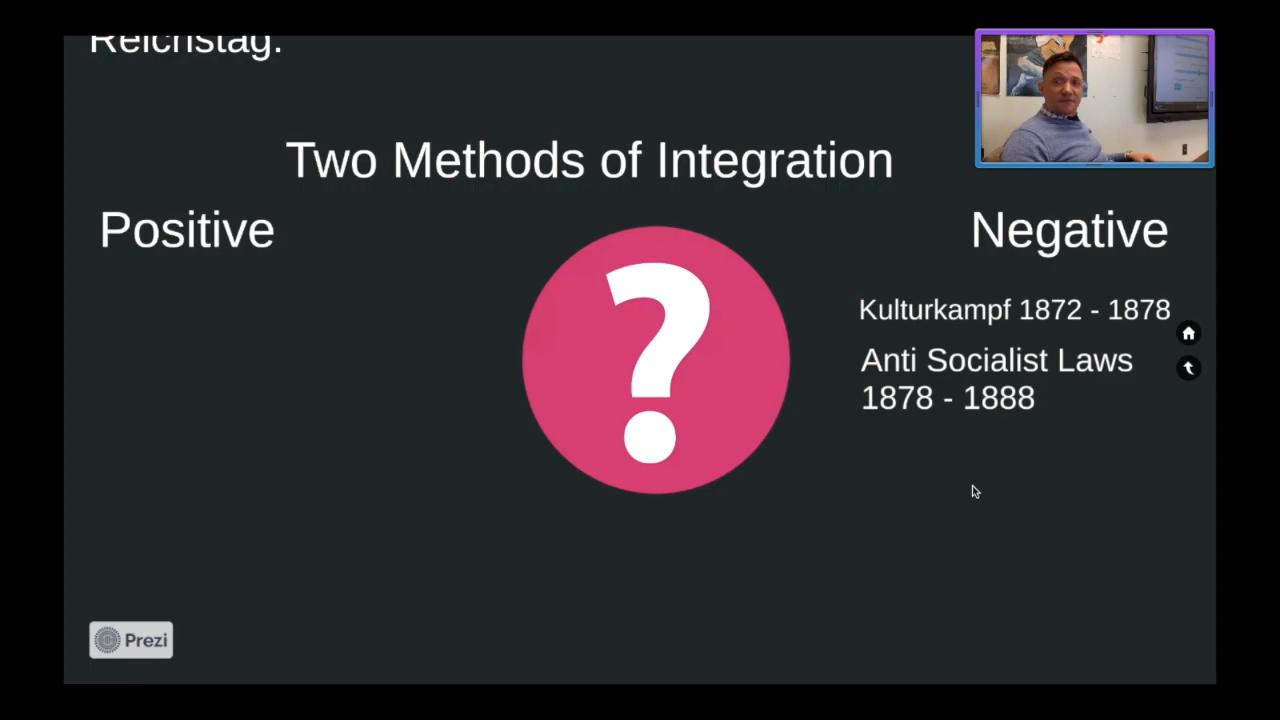 Reichstag.
Two Methods of Integration
Positive
Negative
Kulturkampf 1872 - 1878
Anti Socialist Laws
1878 - 1888
?
Prezi